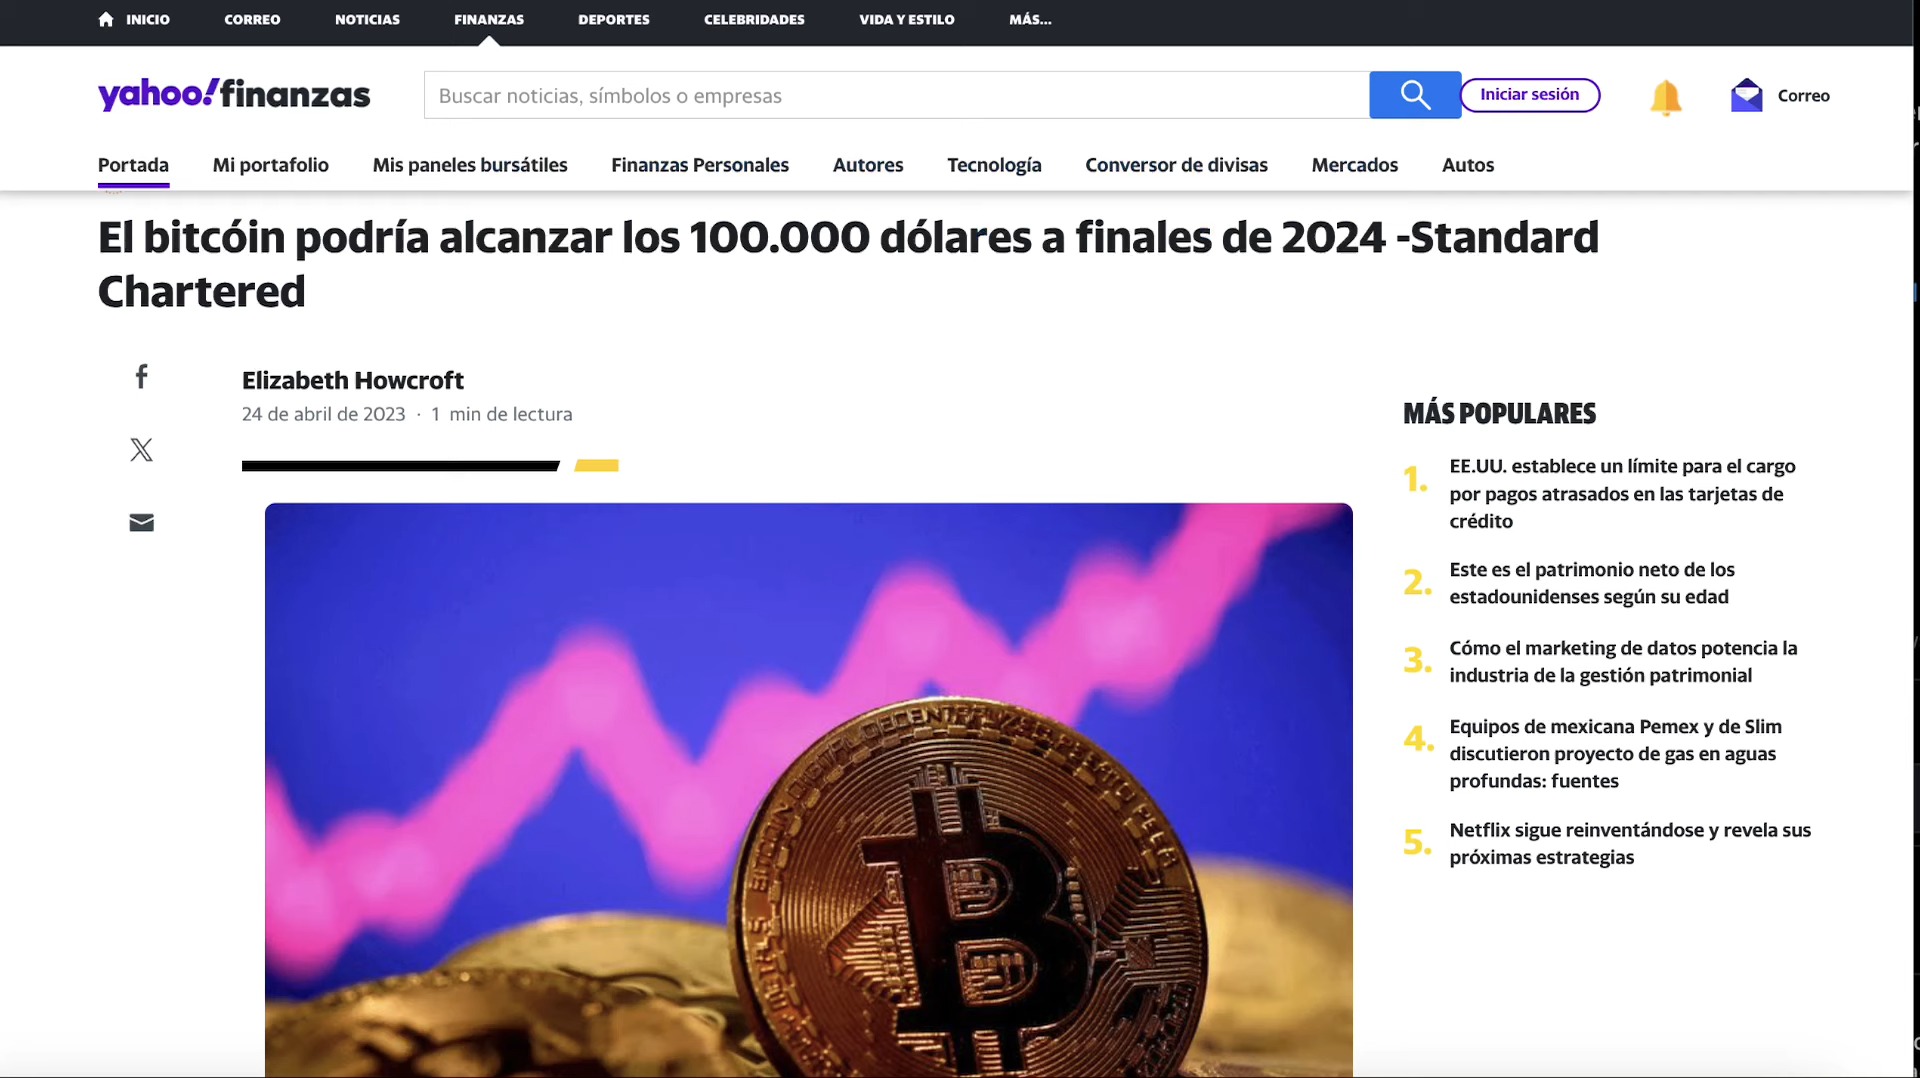 INICIO CORREO NOTICIAS FINANZAS DEPORTES CELEBRIDADES VIDA Y ESTILO MÁS...
yahoo!finanzas Buscar noticias, símbolos o empresas Iniciar sesión Correo
Portada Mi portafolio Mis paneles bursátiles Finanzas Personales Autores Tecnología Conversor de divisas Mercados Autos
El bitcóin podría alcanzar los 100.000 dólares a finales de 2024 -Standard
Chartered
Elizabeth Howcroft
24 de abril de 2023 · 1 min de lectura
MÁS POPULARES
1. EE.UU. establece un límite para el cargo
por pagos atrasados en las tarjetas de
crédito
2. Este es el patrimonio neto de los
estadounidenses según su edad
3. Cómo el marketing de datos potencia la
industria de la gestión patrimonial
4. Equipos de mexicana Pemex y de Slim
discutieron proyecto de gas en aguas
profundas: fuentes
5. Netflix sigue reinventándose y revela sus
próximas estrategias